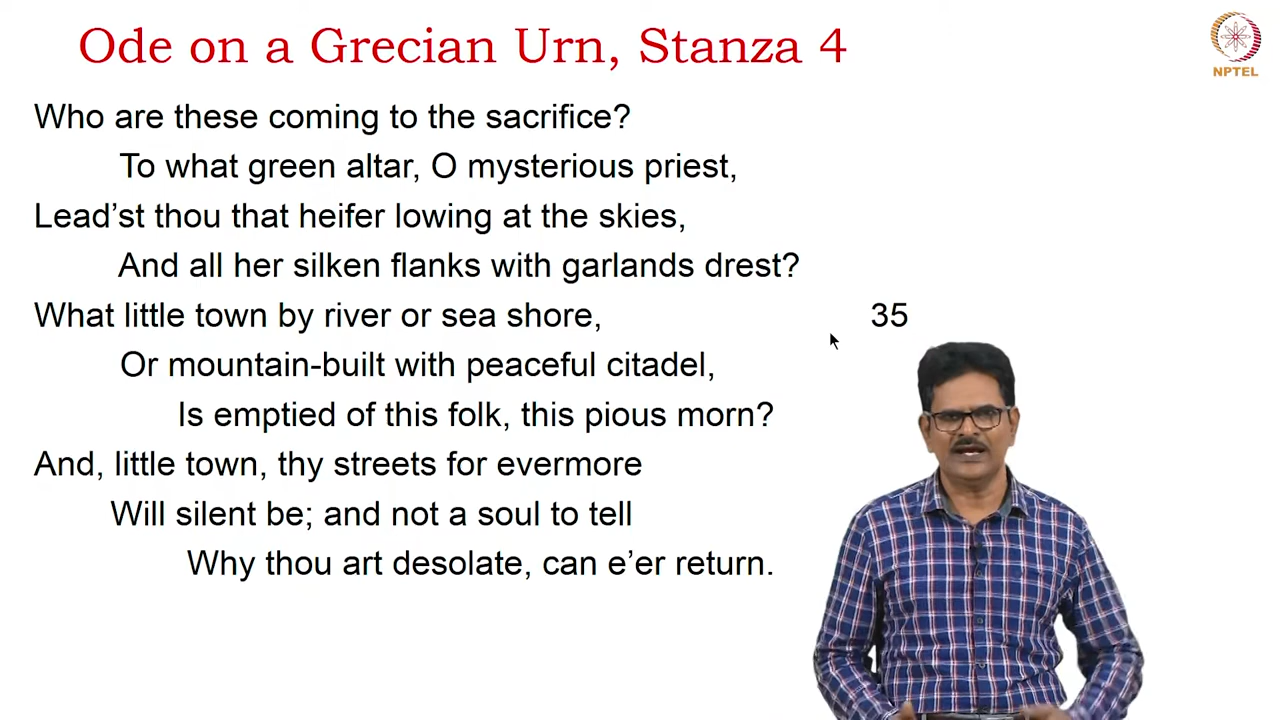 Ode on a Grecian Urn, Stanza 4
NPTEL
Who are these coming to the sacrifice?
To what green altar, O mysterious priest,
Lead’st thou that heifer lowing at the skies,
And all her silken flanks with garlands drest?
What little town by river or sea shore, 35
Or mountain-built with peaceful citadel,
Is emptied of this folk, this pious morn?
And, little town, thy streets for evermore
Will silent be; and not a soul to tell
Why thou art desolate, can e’er return.